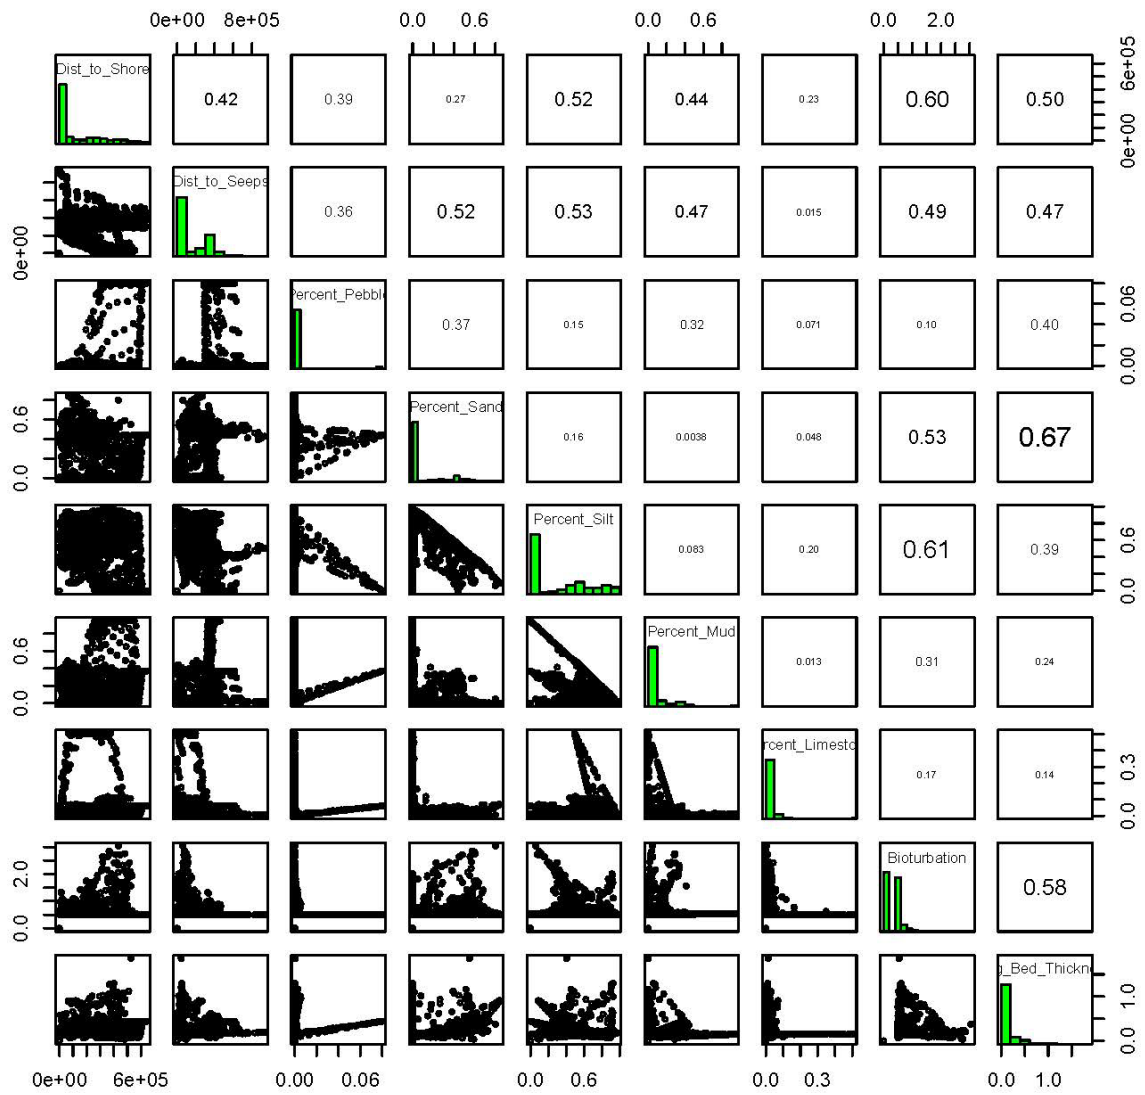 0e+00 8e+05 0.0 0.6 0.0 0.6 0.0 2.0
Dist_to_Shore 0.42 0.39 0.27 0.52 0.44 0.23 0.60 0.50 0e+00 6e+05
0e+00 Dist_to_Seeps 0.36 0.52 0.53 0.47 0.015 0.49 0.47
Percent_Pebbl 0.37 0.15 0.32 0.071 0.10 0.40 0.00 0.06
0.0 0.6 Percent_Sand 0.16 0.0038 0.048 0.53 0.67
Percent_Silt 0.083 0.20 0.61 0.39 0.0 0.6
0.0 0.6 Percent_Mud 0.013 0.31 0.24
rcent_Limesto 0.17 0.14 0.0 0.3
0.0 2.0 Bioturbation 0.58
g_Bed_Thickn 0.0 1.0
0e+00 6e+05 0.00 0.06 0.0 0.6 0.0 0.3 0.0 1.0